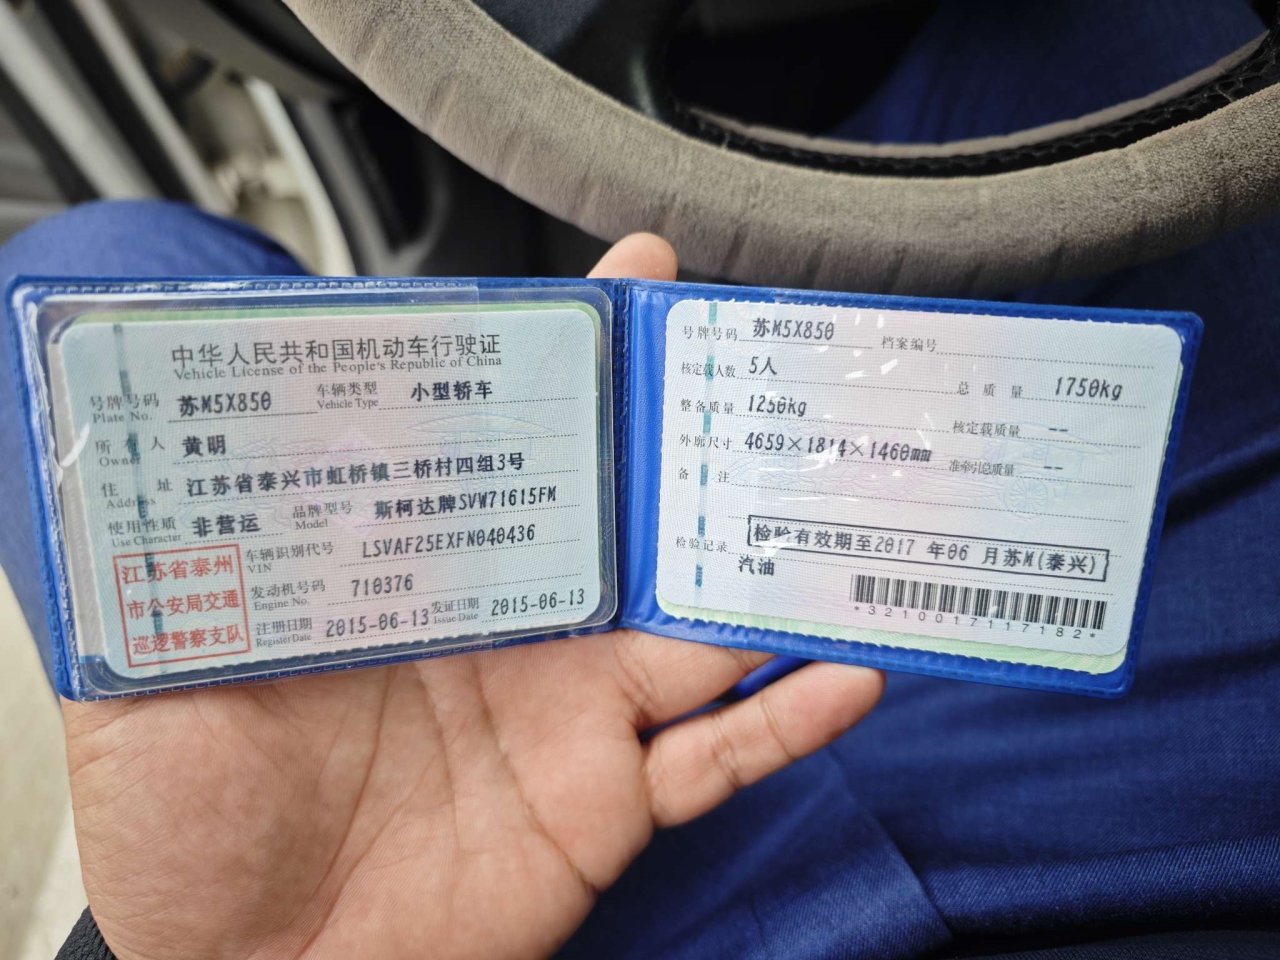 中华人民共和国机动车行驶证
Vehicle License of the People's Republic of China
号牌号码 苏M5X850 车辆类型 小型轿车
Plate No. Vehicle Type
所有人 黄明
Owner
住址 江苏省泰兴市虹桥镇三桥村四组3号
Address
使用性质 非营运 品牌型号 斯柯达牌SVW71615FM
Use Character Model
车辆识别代号 LSVAF25EXFN040436
VIN
发动机号码 710376
Engine No.
注册日期 2015-06-13 发证日期 2015-06-13
Register Date Issue Date
江苏省泰州
市公安局交通
巡逻警察支队
号牌号码 苏M5X850 档案编号
核定载人数 5人 总质量 1750kg
整备质量 1250kg 核定载质量 --
外廓尺寸 4659×1814×1460mm 准牵引总质量 --
备注
检验记录 检验有效期至2017年06月苏M(泰兴)
汽油
*3210017117182*